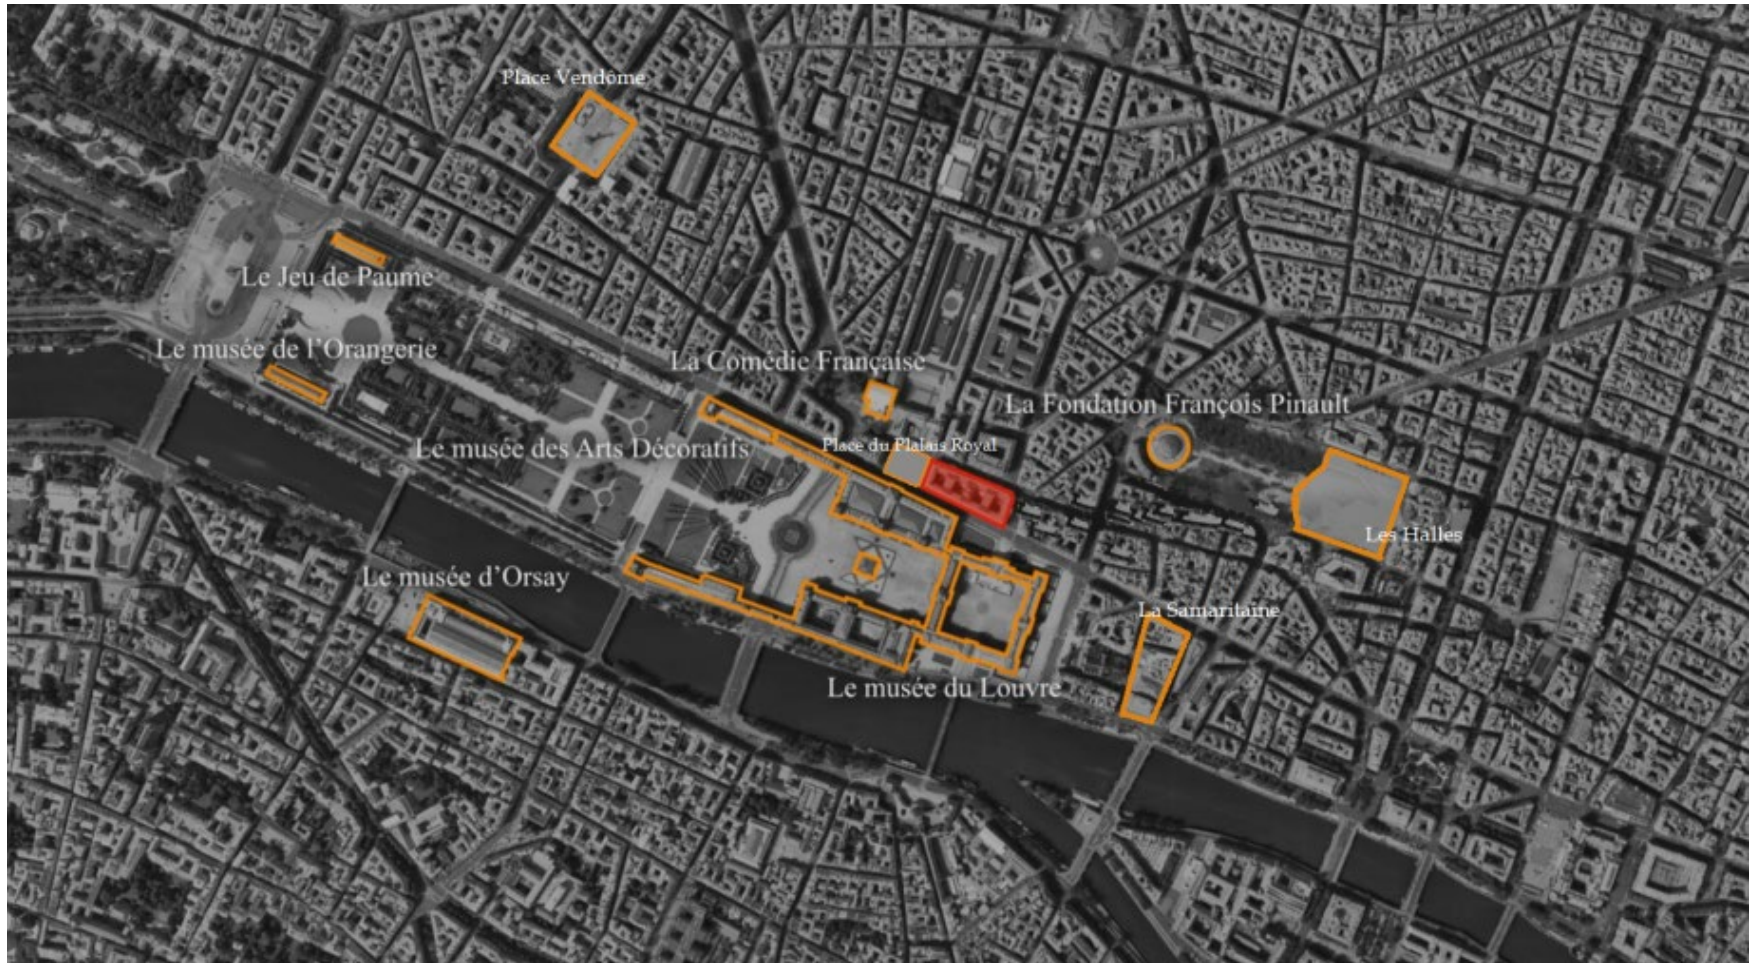 Place Vendôme
Le Jeu de Paume
Le musée de l'Orangerie
La Comédie Française
La Fondation François Pinault
Le musée des Arts Décoratifs
Place du Plalais Royal
Les Halles
Le musée d'Orsay
La Samaritaine
Le musée du Louvre